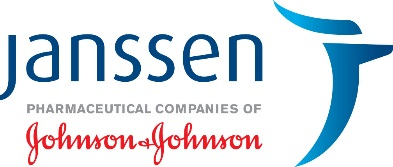 janssen
PHARMACEUTICAL COMPANIES OF
Johnson & Johnson